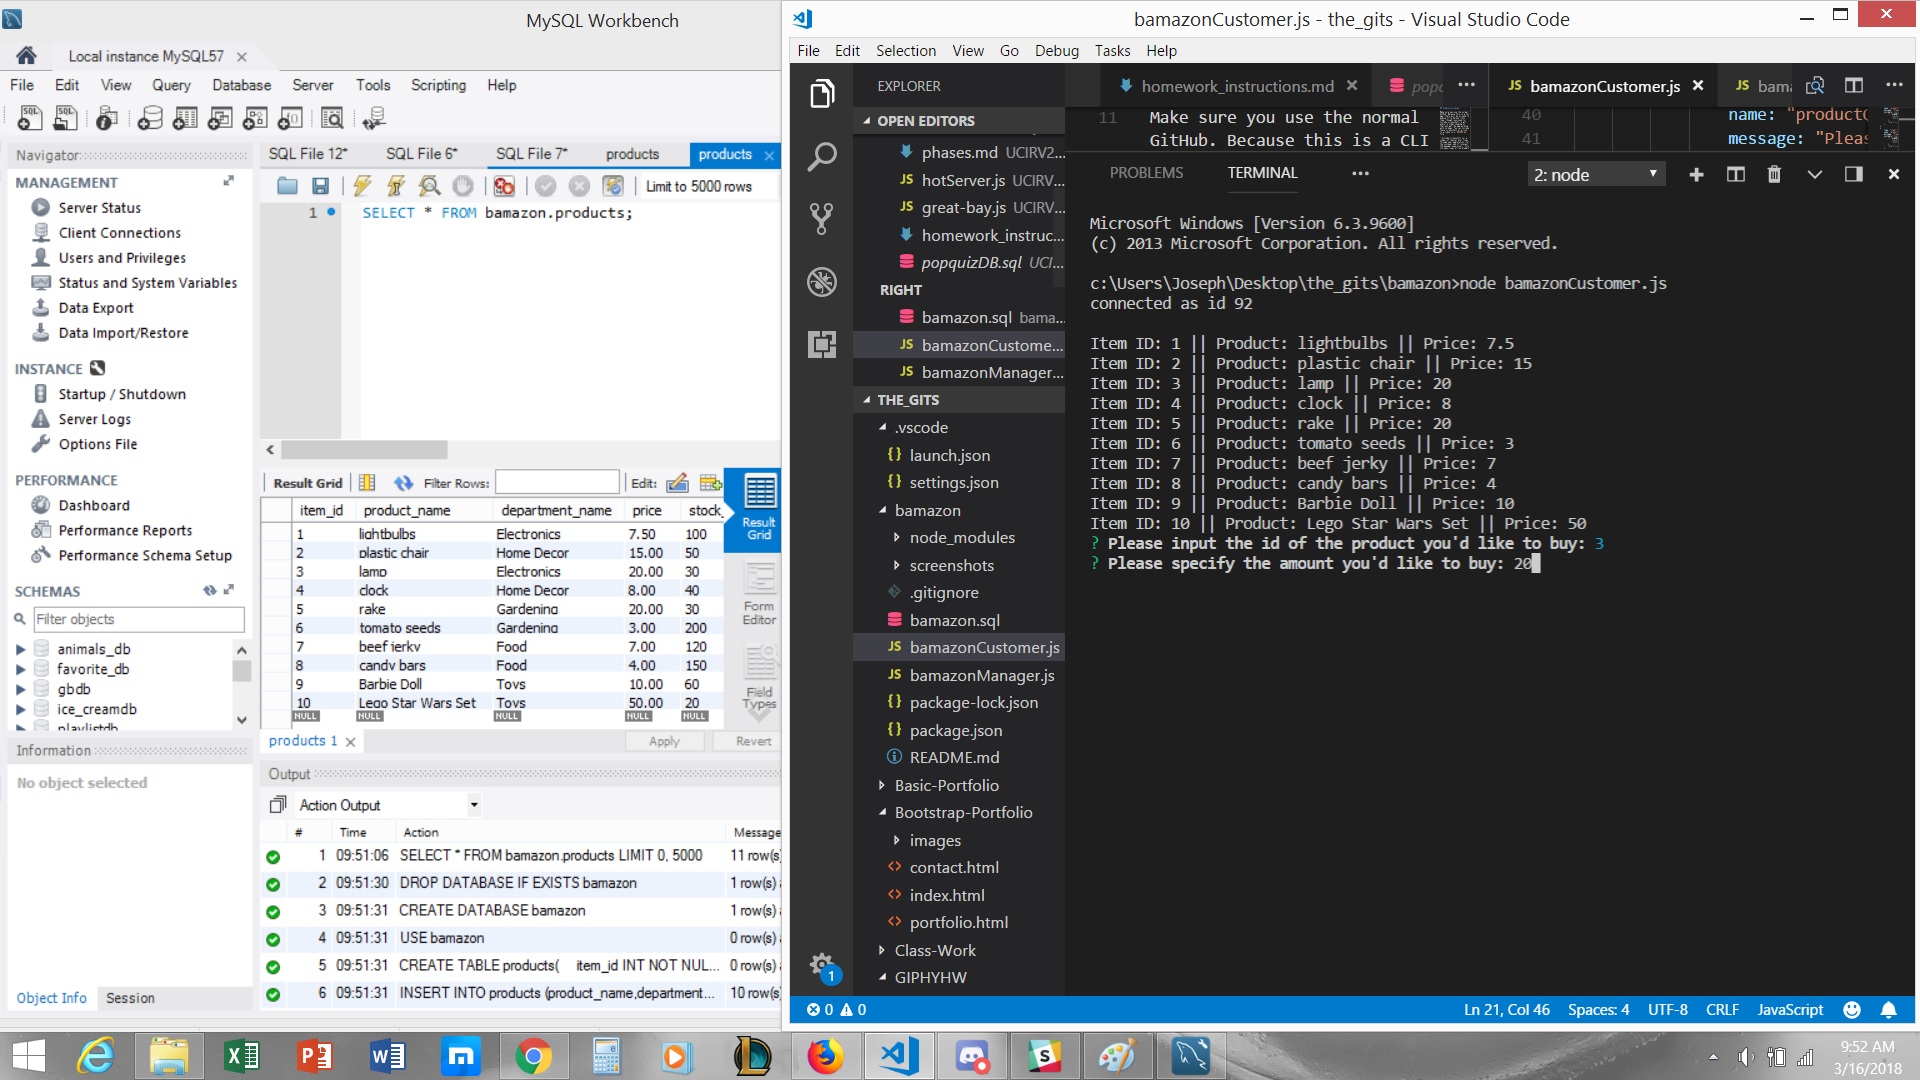 MySQL Workbench
Local instance MySQL57
File Edit View Query Database Server Tools Scripting Help
Navigator
MANAGEMENT
Server Status
Client Connections
Users and Privileges
Status and System Variables
Data Export
Data Import/Restore
INSTANCE
Startup / Shutdown
Server Logs
Options File
PERFORMANCE
Dashboard
Performance Reports
Performance Schema Setup
SCHEMAS
Filter objects
animals_db
favorite_db
gbdb
ice_creamdb
playlistdb
Information
No object selected
Object Info Session
SQL File 12* SQL File 6* SQL File 7* products products
Limit to 5000 rows
1 SELECT * FROM bamazon.products;
Result Grid Filter Rows: Edit:
item_id product_name department_name price stock_
1 lightbulbs Electronics 7.50 100
2 plastic chair Home Decor 15.00 50
3 lamp Electronics 20.00 30
4 clock Home Decor 8.00 40
5 rake Gardening 20.00 30
6 tomato seeds Gardening 3.00 200
7 beef jerky Food 7.00 120
8 candy bars Food 4.00 150
9 Barbie Doll Toys 10.00 60
10 Lego Star Wars Set Toys 50.00 20
NULL NULL NULL NULL NULL
Result Grid
Form Editor
Field Types
products 1 Apply Revert
Output
Action Output
# Time Action Message
1 09:51:06 SELECT * FROM bamazon.products LIMIT 0, 5000 11 row(s)
2 09:51:30 DROP DATABASE IF EXISTS bamazon 1 row(s)
3 09:51:31 CREATE DATABASE bamazon 1 row(s)
4 09:51:31 USE bamazon 0 row(s)
5 09:51:31 CREATE TABLE products( item_id INT NOT NUL... 0 row(s)
6 09:51:31 INSERT INTO products (product_name,department... 10 row(s)
bamazonCustomer.js - the_gits - Visual Studio Code
File Edit Selection View Go Debug Tasks Help
EXPLORER
OPEN EDITORS
phases.md UCIRV2...
JS hotServer.js UCIRV...
JS great-bay.js UCIRV...
homework_instruc...
popquizDB.sql UCI...
RIGHT
bamazon.sql bama...
JS bamazonCustome...
JS bamazonManager...
THE_GITS
.vscode
{} launch.json
{} settings.json
bamazon
node_modules
screenshots
.gitignore
bamazon.sql
JS bamazonCustomer.js
JS bamazonManager.js
{} package-lock.json
{} package.json
README.md
Basic-Portfolio
Bootstrap-Portfolio
images
<> contact.html
<> index.html
<> portfolio.html
Class-Work
GIPHYHW
1
homework_instructions.md popq ... JS bamazonCustomer.js JS bama ...
11 Make sure you use the normal
GitHub. Because this is a CLI
40 name: "productC
41 message: "Pleas
PROBLEMS TERMINAL ... 2: node
Microsoft Windows [Version 6.3.9600]
(c) 2013 Microsoft Corporation. All rights reserved.
c:\Users\Joseph\Desktop\the_gits\bamazon>node bamazonCustomer.js
connected as id 92
Item ID: 1 || Product: lightbulbs || Price: 7.5
Item ID: 2 || Product: plastic chair || Price: 15
Item ID: 3 || Product: lamp || Price: 20
Item ID: 4 || Product: clock || Price: 8
Item ID: 5 || Product: rake || Price: 20
Item ID: 6 || Product: tomato seeds || Price: 3
Item ID: 7 || Product: beef jerky || Price: 7
Item ID: 8 || Product: candy bars || Price: 4
Item ID: 9 || Product: Barbie Doll || Price: 10
Item ID: 10 || Product: Lego Star Wars Set || Price: 50
? Please input the id of the product you'd like to buy: 3
? Please specify the amount you'd like to buy: 20
0 0 Ln 21, Col 46 Spaces: 4 UTF-8 CRLF JavaScript
9:52 AM
3/16/2018